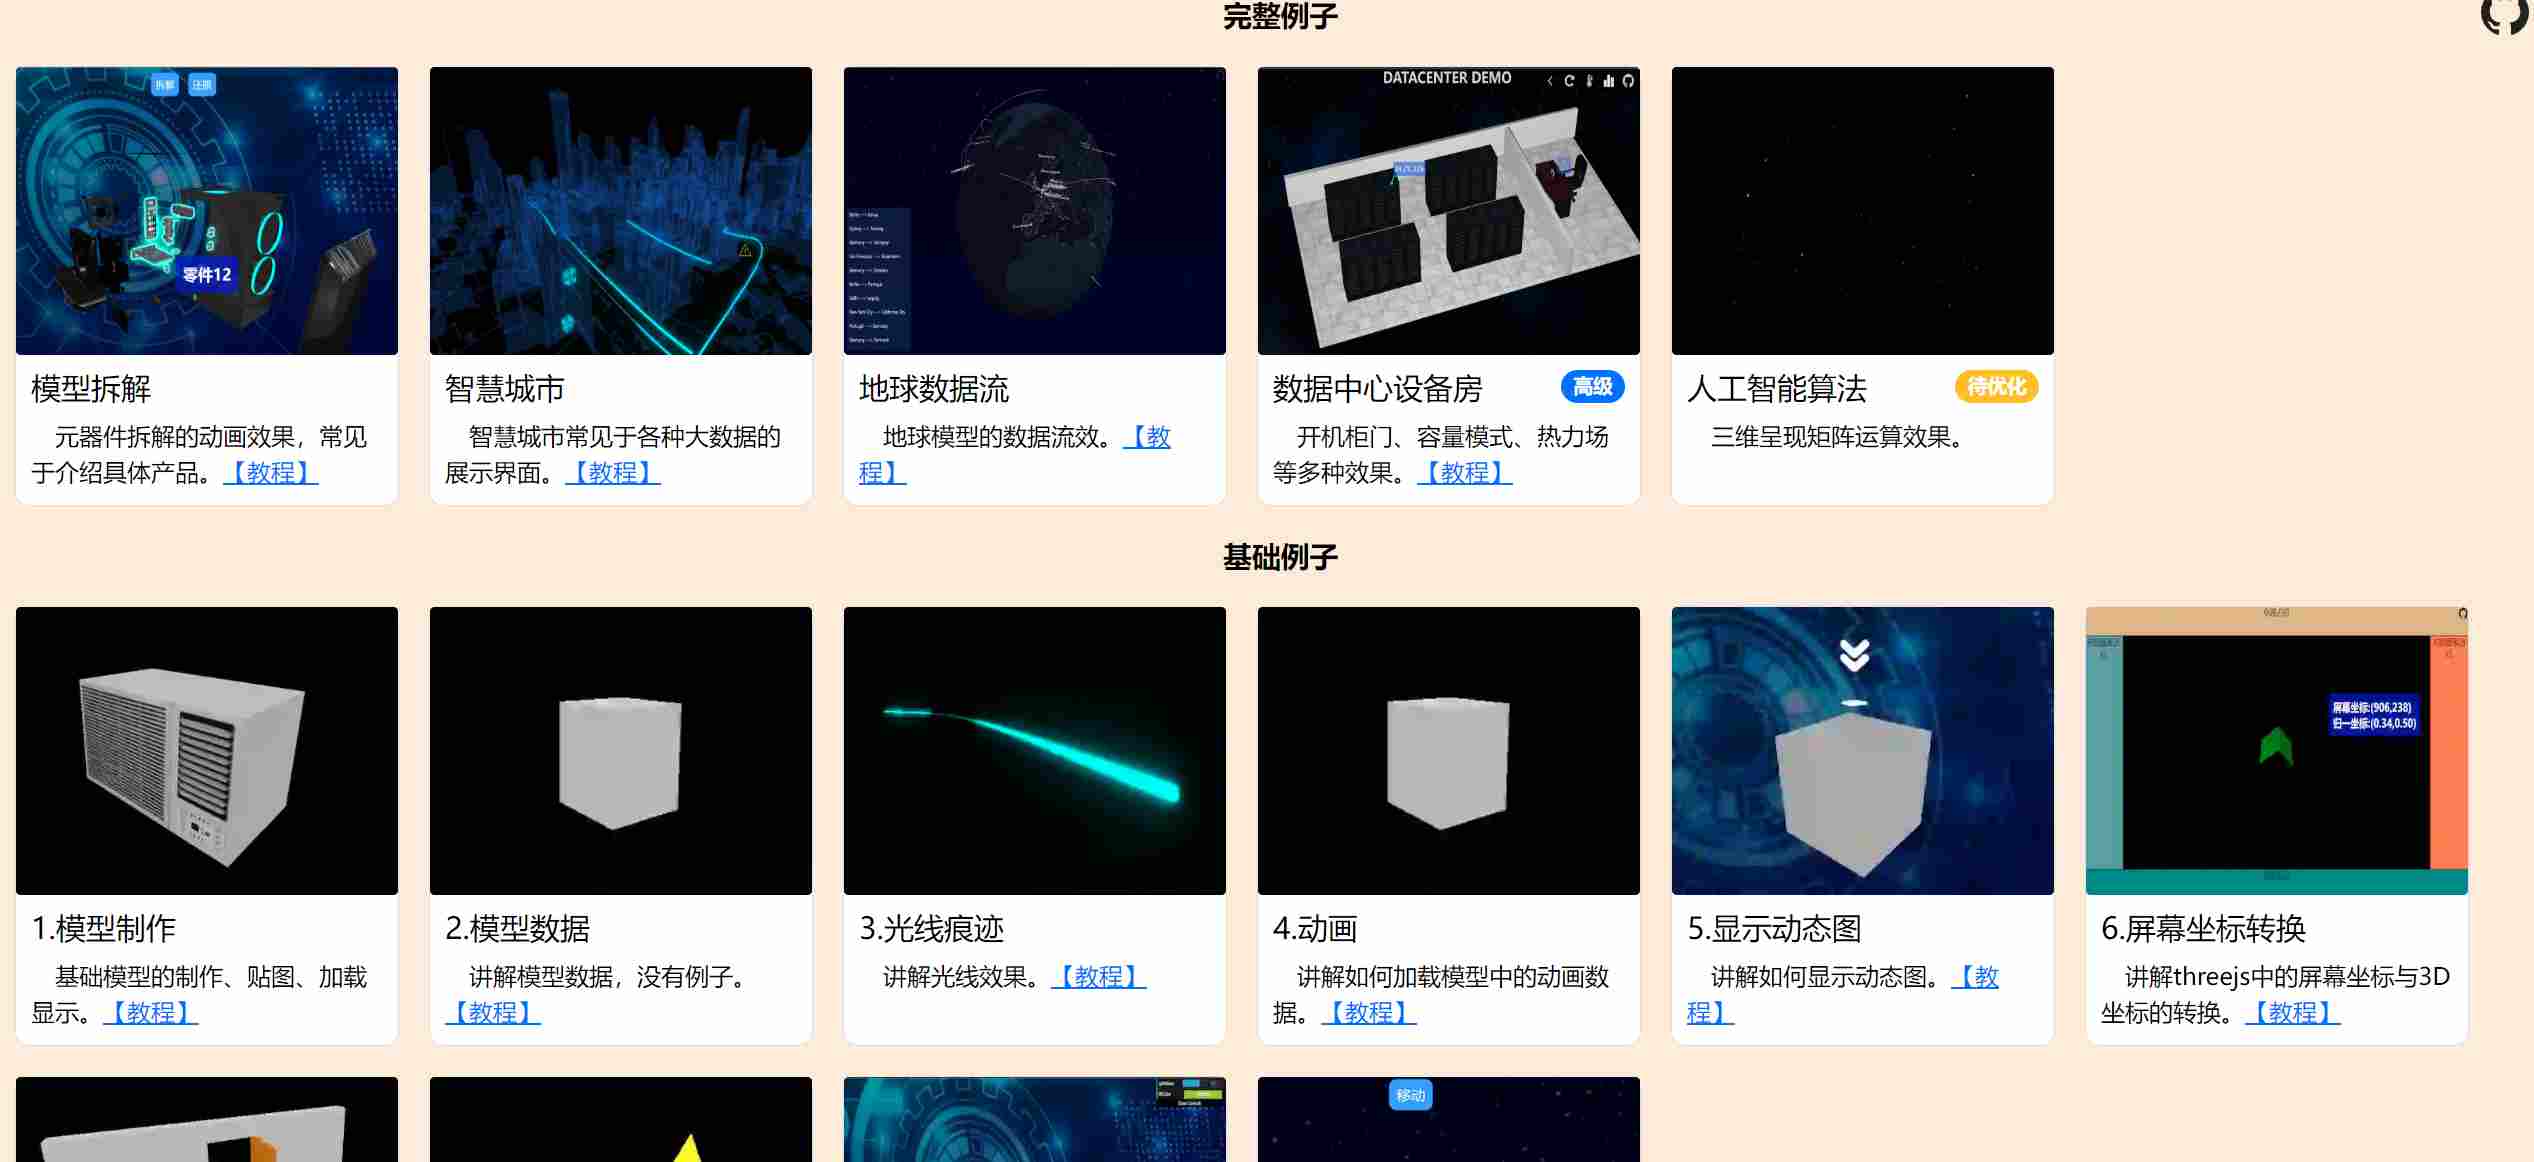 完整例子
拆解
零件12
DATACENTER DEMO
模型拆解
元器件拆解的动画效果，常见
于介绍具体产品。【教程】
智慧城市
智慧城市常见于各种大数据的
展示界面。【教程】
地球数据流
地球模型的数据流效。【教
程】
数据中心设备房
高级
开机柜门、容量模式、热力场
等多种效果。【教程】
人工智能算法
待优化
三维呈现矩阵运算效果。
基础例子
屏幕坐标:(906,238)
归一坐标:(0.34,0.50)
1.模型制作
基础模型的制作、贴图、加载
显示。【教程】
2.模型数据
讲解模型数据，没有例子。
【教程】
3.光线痕迹
讲解光线效果。【教程】
4.动画
讲解如何加载模型中的动画数
据。【教程】
5.显示动态图
讲解如何显示动态图。【教
程】
6.屏幕坐标转换
讲解threejs中的屏幕坐标与3D
坐标的转换。【教程】
移动